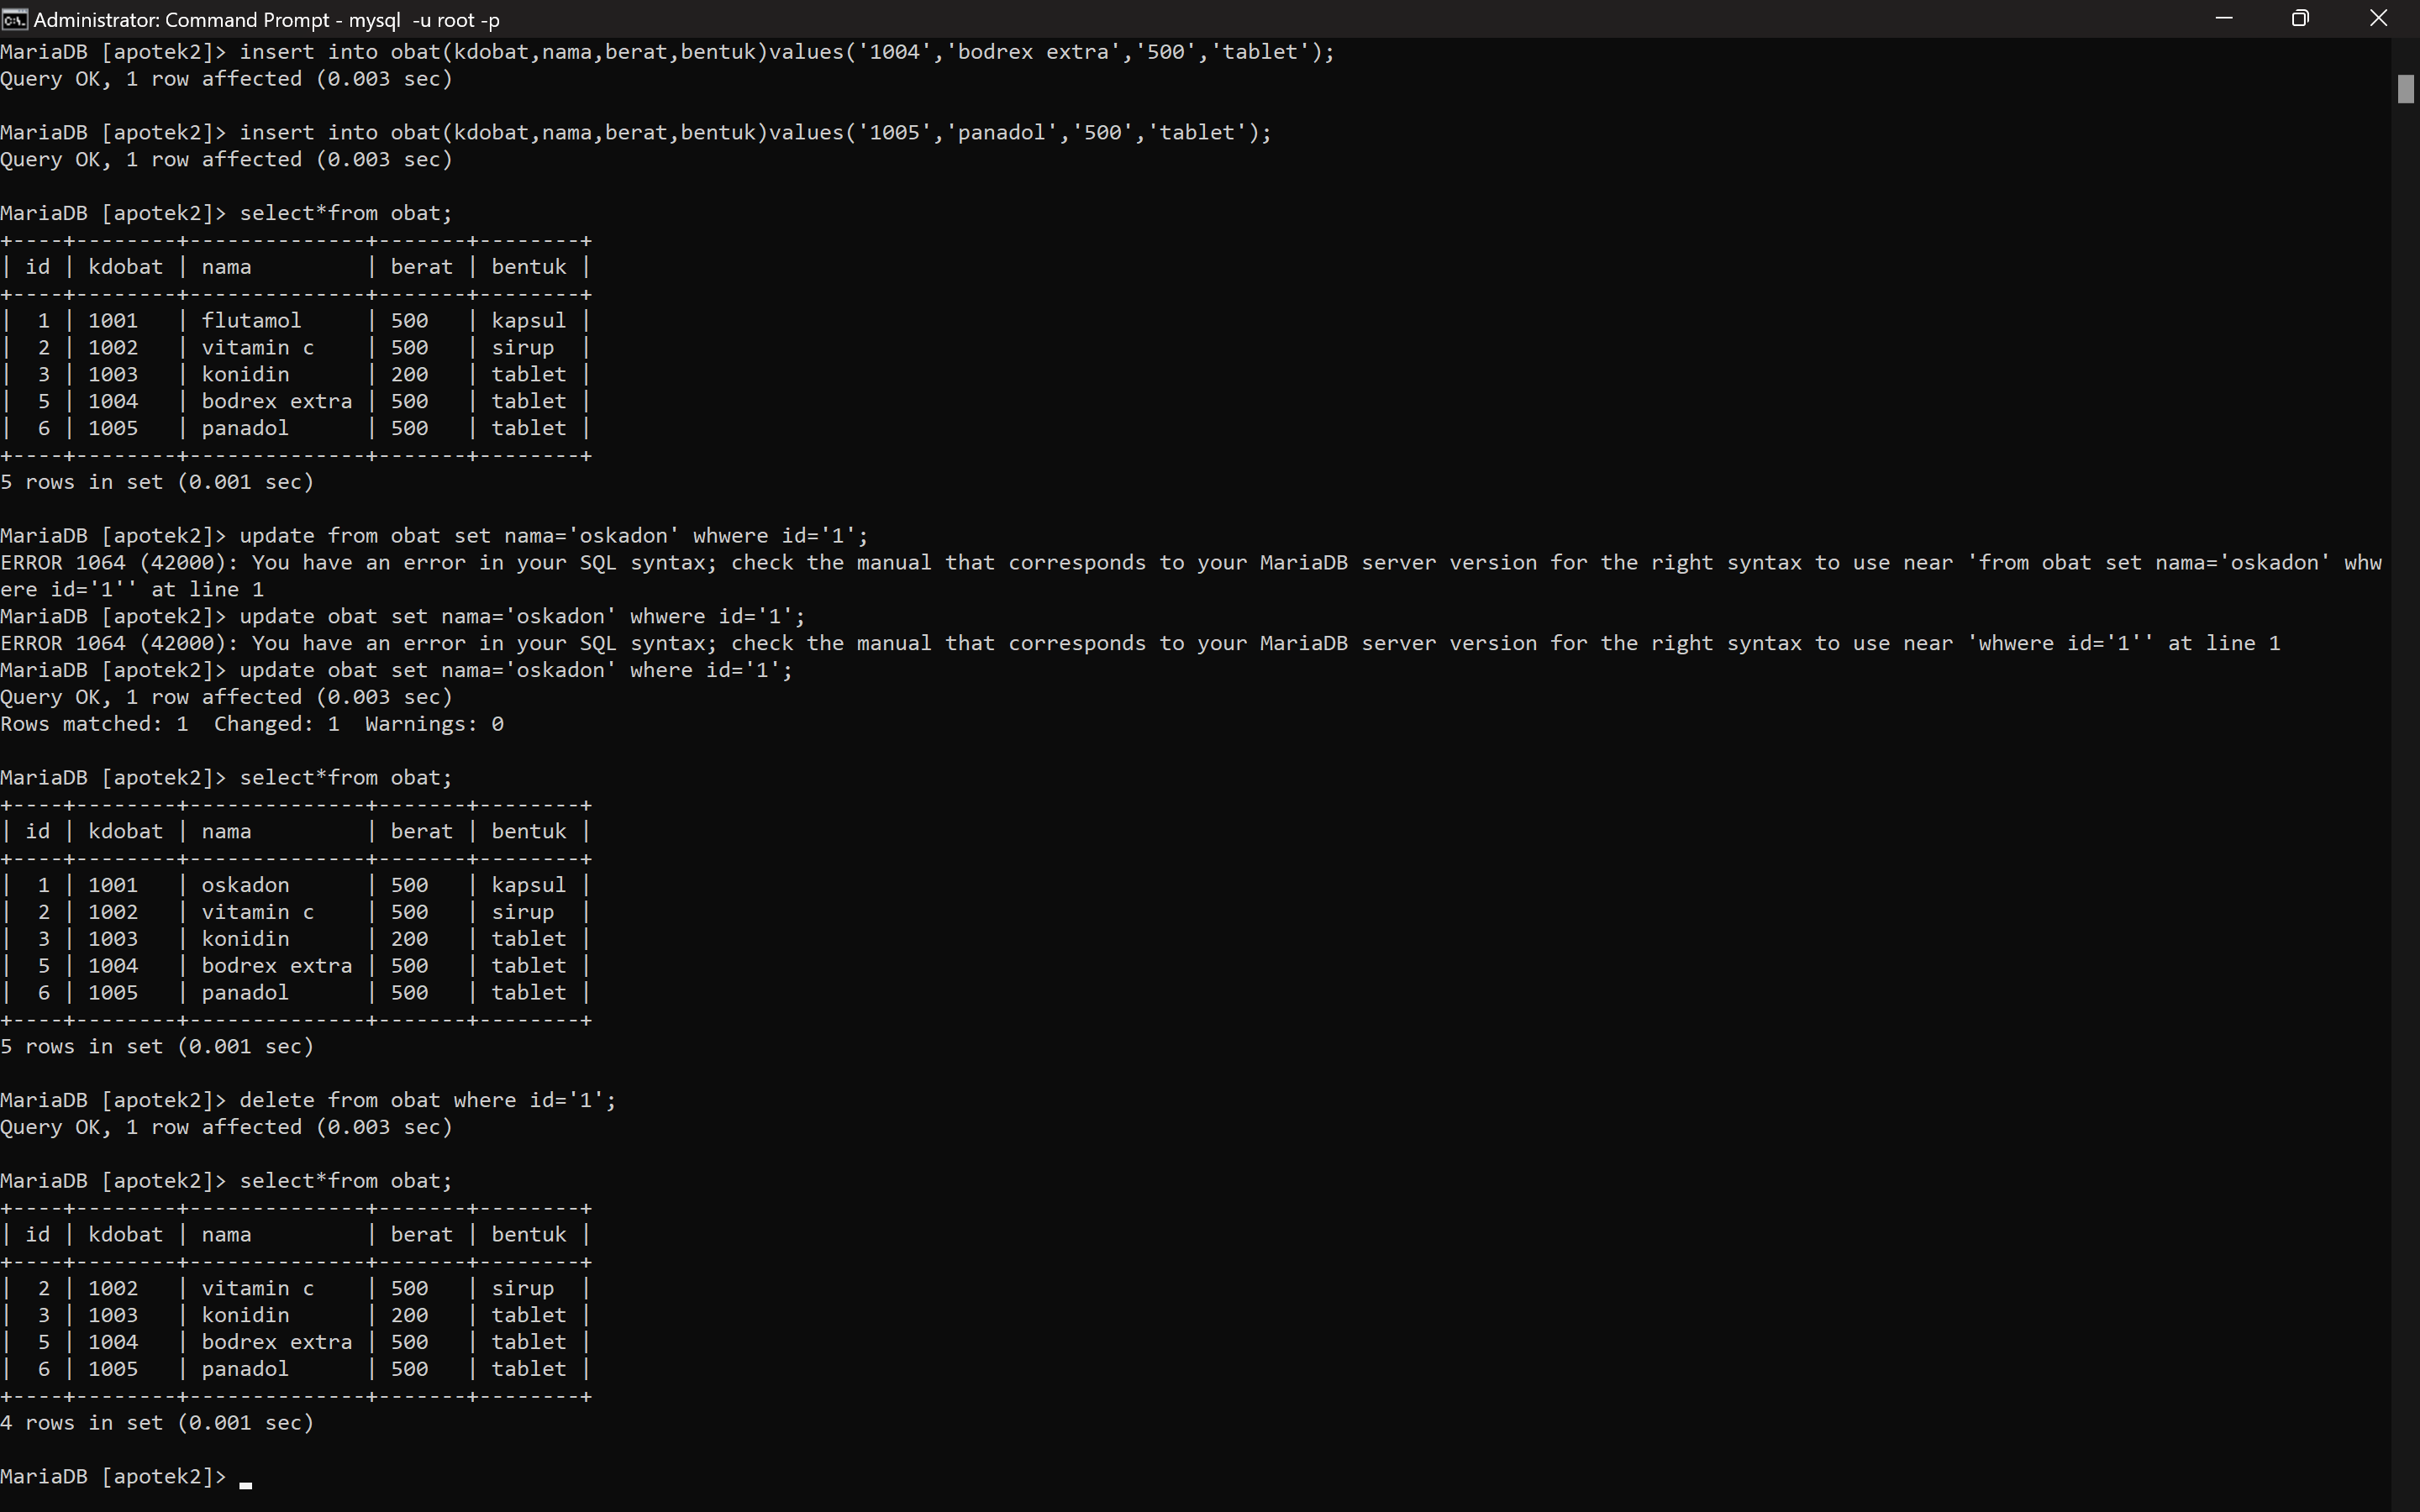 Administrator: Command Prompt - mysql  -u root -p
MariaDB [apotek2]> insert into obat(kdobat,nama,berat,bentuk)values('1004','bodrex extra','500','tablet');
Query OK, 1 row affected (0.003 sec)

MariaDB [apotek2]> insert into obat(kdobat,nama,berat,bentuk)values('1005','panadol','500','tablet');
Query OK, 1 row affected (0.003 sec)

MariaDB [apotek2]> select*from obat;
+----+--------+--------------+-------+--------+
| id | kdobat | nama         | berat | bentuk |
+----+--------+--------------+-------+--------+
|  1 | 1001   | flutamol     | 500   | kapsul |
|  2 | 1002   | vitamin c    | 500   | sirup  |
|  3 | 1003   | konidin      | 200   | tablet |
|  5 | 1004   | bodrex extra | 500   | tablet |
|  6 | 1005   | panadol      | 500   | tablet |
+----+--------+--------------+-------+--------+
5 rows in set (0.001 sec)

MariaDB [apotek2]> update from obat set nama='oskadon' whwere id='1';
ERROR 1064 (42000): You have an error in your SQL syntax; check the manual that corresponds to your MariaDB server version for the right syntax to use near 'from obat set nama='oskadon' whw
ere id='1'' at line 1
MariaDB [apotek2]> update obat set nama='oskadon' whwere id='1';
ERROR 1064 (42000): You have an error in your SQL syntax; check the manual that corresponds to your MariaDB server version for the right syntax to use near 'whwere id='1'' at line 1
MariaDB [apotek2]> update obat set nama='oskadon' where id='1';
Query OK, 1 row affected (0.003 sec)
Rows matched: 1  Changed: 1  Warnings: 0

MariaDB [apotek2]> select*from obat;
+----+--------+--------------+-------+--------+
| id | kdobat | nama         | berat | bentuk |
+----+--------+--------------+-------+--------+
|  1 | 1001   | oskadon      | 500   | kapsul |
|  2 | 1002   | vitamin c    | 500   | sirup  |
|  3 | 1003   | konidin      | 200   | tablet |
|  5 | 1004   | bodrex extra | 500   | tablet |
|  6 | 1005   | panadol      | 500   | tablet |
+----+--------+--------------+-------+--------+
5 rows in set (0.001 sec)

MariaDB [apotek2]> delete from obat where id='1';
Query OK, 1 row affected (0.003 sec)

MariaDB [apotek2]> select*from obat;
+----+--------+--------------+-------+--------+
| id | kdobat | nama         | berat | bentuk |
+----+--------+--------------+-------+--------+
|  2 | 1002   | vitamin c    | 500   | sirup  |
|  3 | 1003   | konidin      | 200   | tablet |
|  5 | 1004   | bodrex extra | 500   | tablet |
|  6 | 1005   | panadol      | 500   | tablet |
+----+--------+--------------+-------+--------+
4 rows in set (0.001 sec)

MariaDB [apotek2]> _